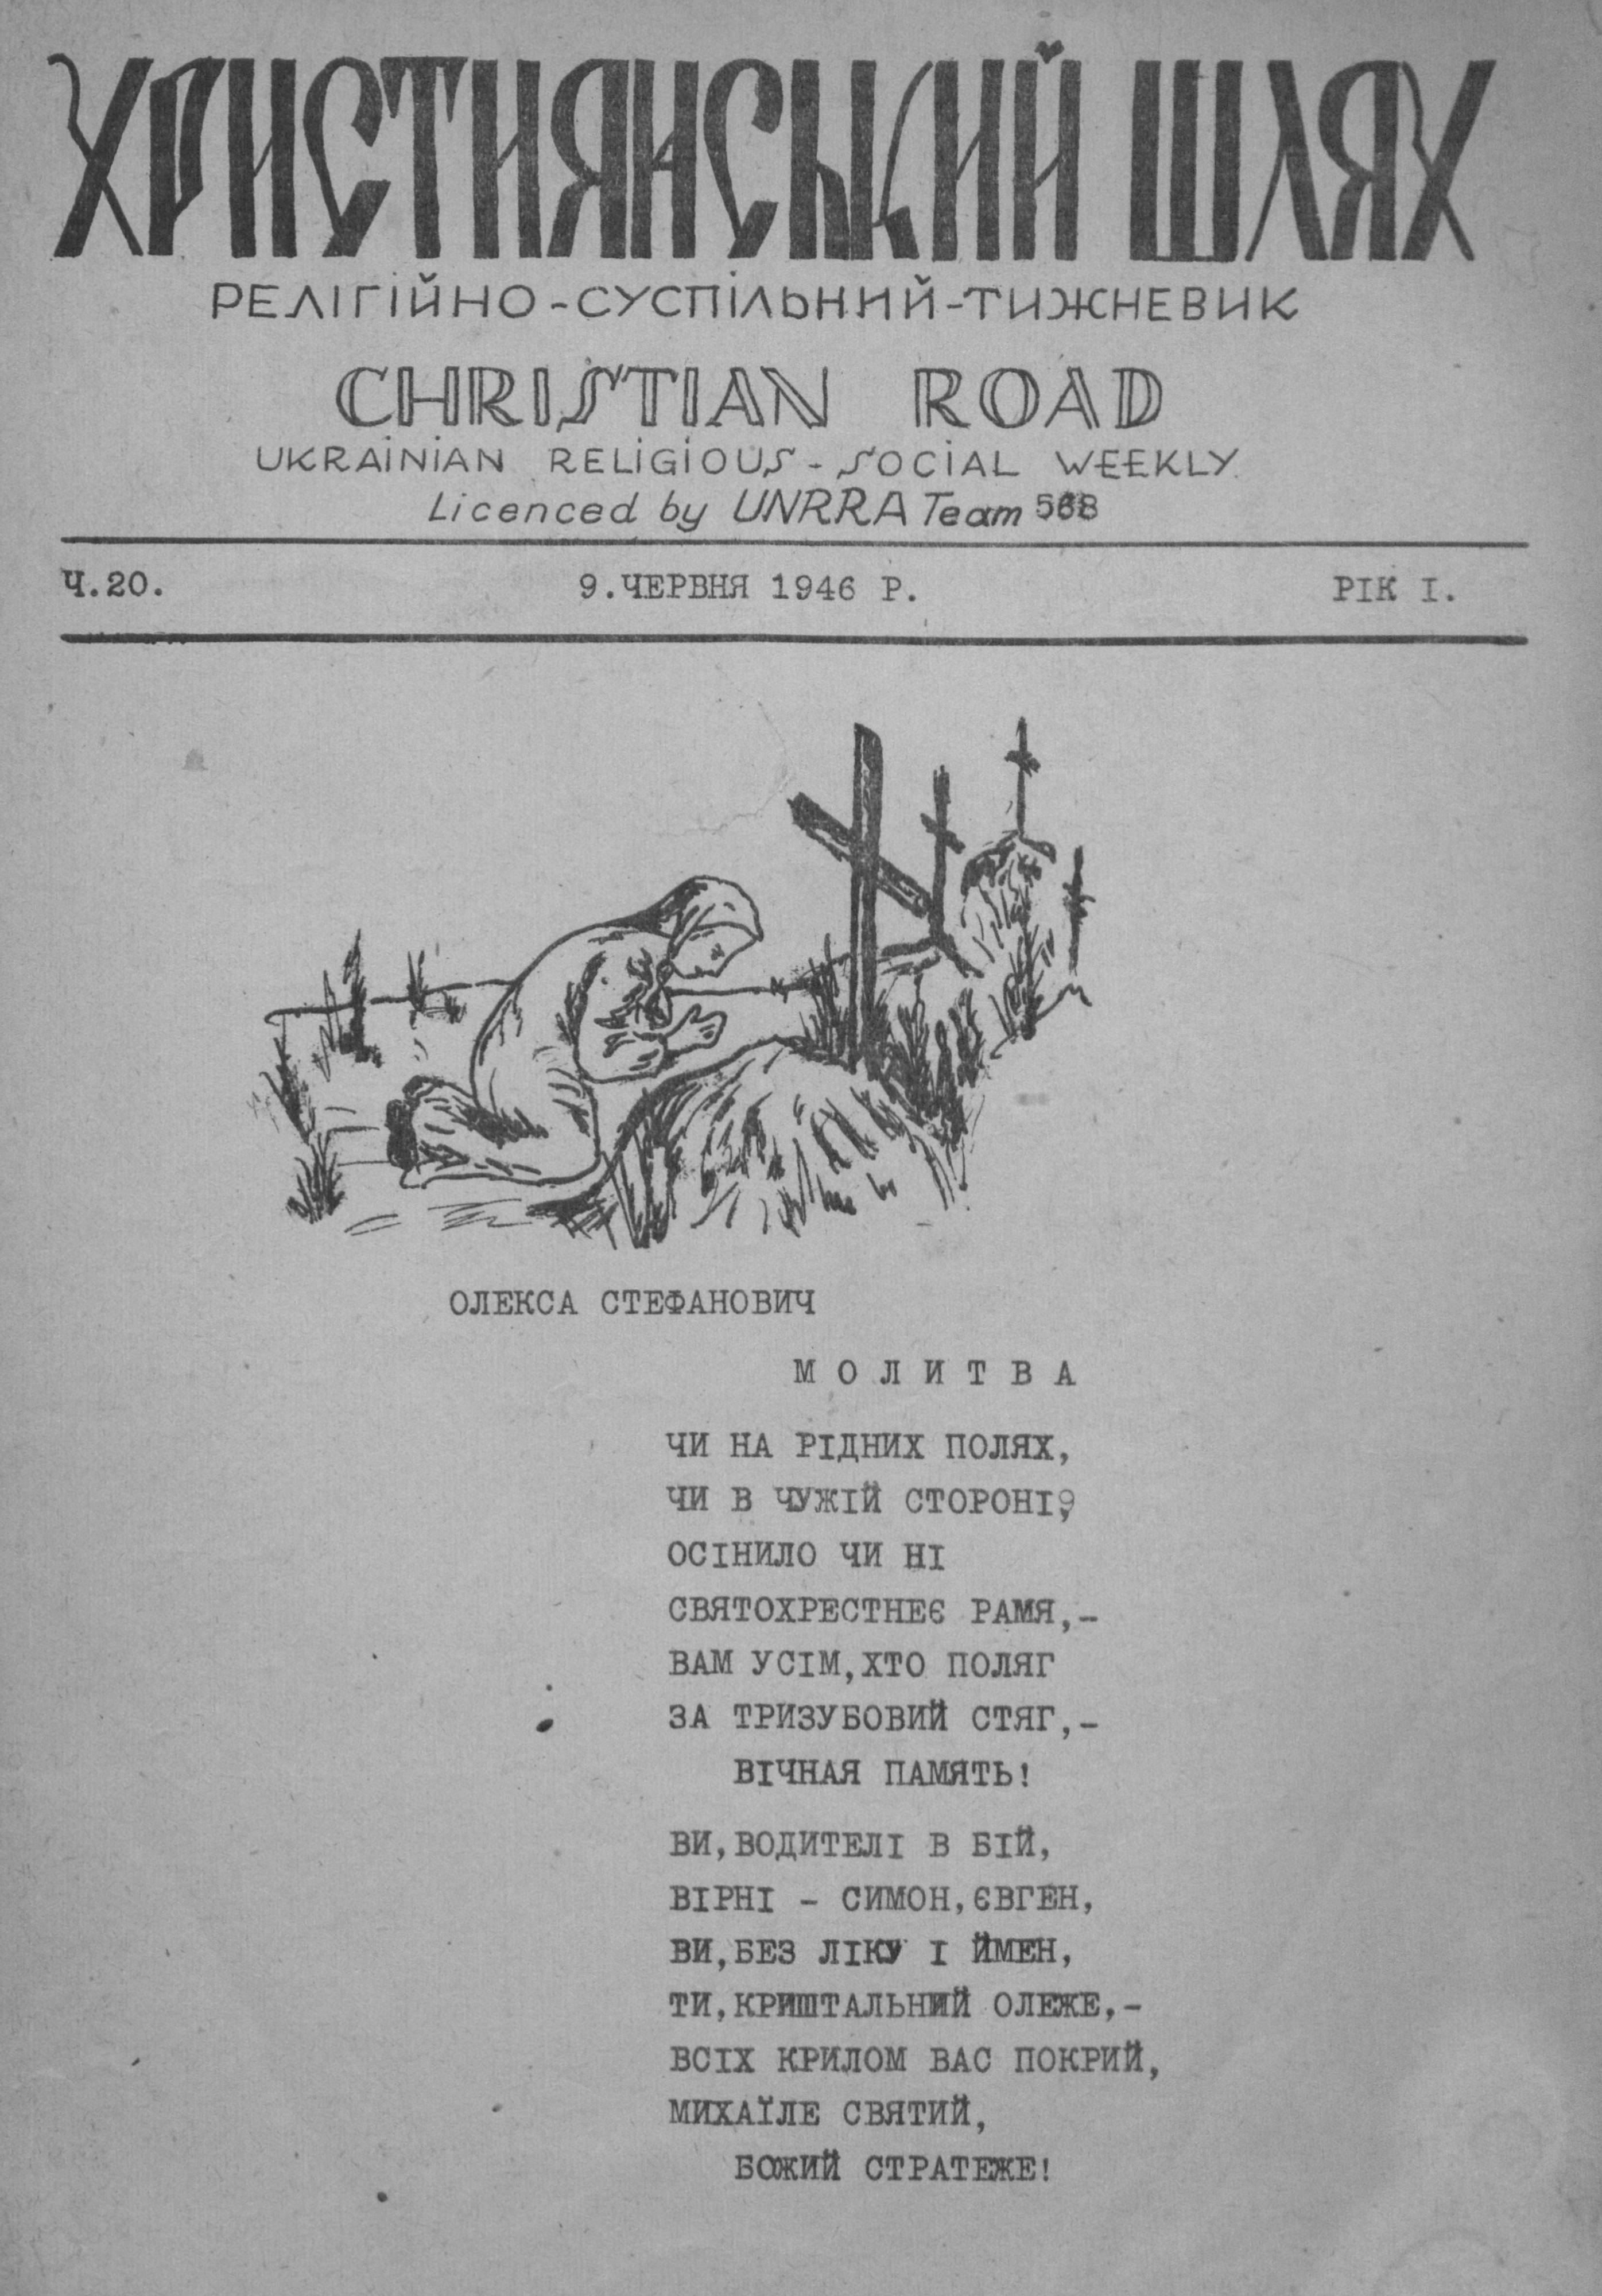 ХРИСТИЯНСЬКИЙ ШЛЯХ
РЕЛІГІЙНО-СУСПІЛЬНИЙ-ТИЖНЕВИК
CHRISTIAN ROAD
UKRAINIAN RELIGIOUS-SOCIAL WEEKLY.
Licenced by UNRRA Team 568
Ч.20. 9.ЧЕРВНЯ 1946 Р. РІК І.
ОЛЕКСА СТЕФАНОВИЧ
М О Л И Т В А
ЧИ НА РІДНИХ ПОЛЯХ,
ЧИ В ЧУЖІЙ СТОРОНІ,
ОСІНИЛО ЧИ НІ
СВЯТОХРЕСТНЕЄ РАМЯ,-
ВАМ УСІМ,ХТО ПОЛЯГ
ЗА ТРИЗУБОВИЙ СТЯГ,-
ВІЧНАЯ ПАМЯТЬ!
ВИ,ВОДИТЕЛІ В БІЙ,
ВІРНІ - СИМОН,ЄВГЕН,
ВИ,БЕЗ ЛІКУ І ЙМЕН,
ТИ,КРИШТАЛЬНИЙ ОЛЕЖЕ,-
ВСІХ КРИЛОМ ВАС ПОКРИЙ,
МИХАЇЛЕ СВЯТИЙ,
БОЖИЙ СТРАТЕЖЕ!